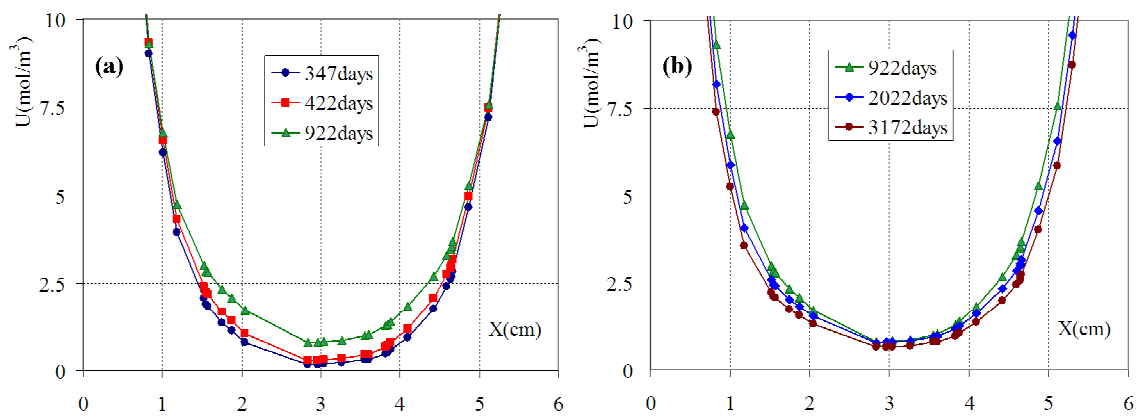 (a)
U(mol/m³)
10
7.5
5
2.5
0
347days
422days
922days
X(cm)
0 1 2 3 4 5 6
(b)
U(mol/m³)
10
7.5
5
2.5
0
922days
2022days
3172days
X(cm)
0 1 2 3 4 5 6